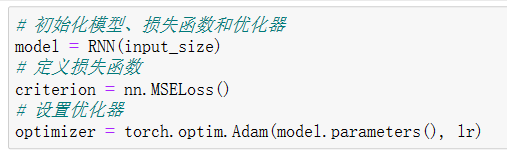 # 初始化模型、损失函数和优化器
model = RNN(input_size)
# 定义损失函数
criterion = nn.MSELoss()
# 设置优化器
optimizer = torch.optim.Adam(model.parameters(), lr)